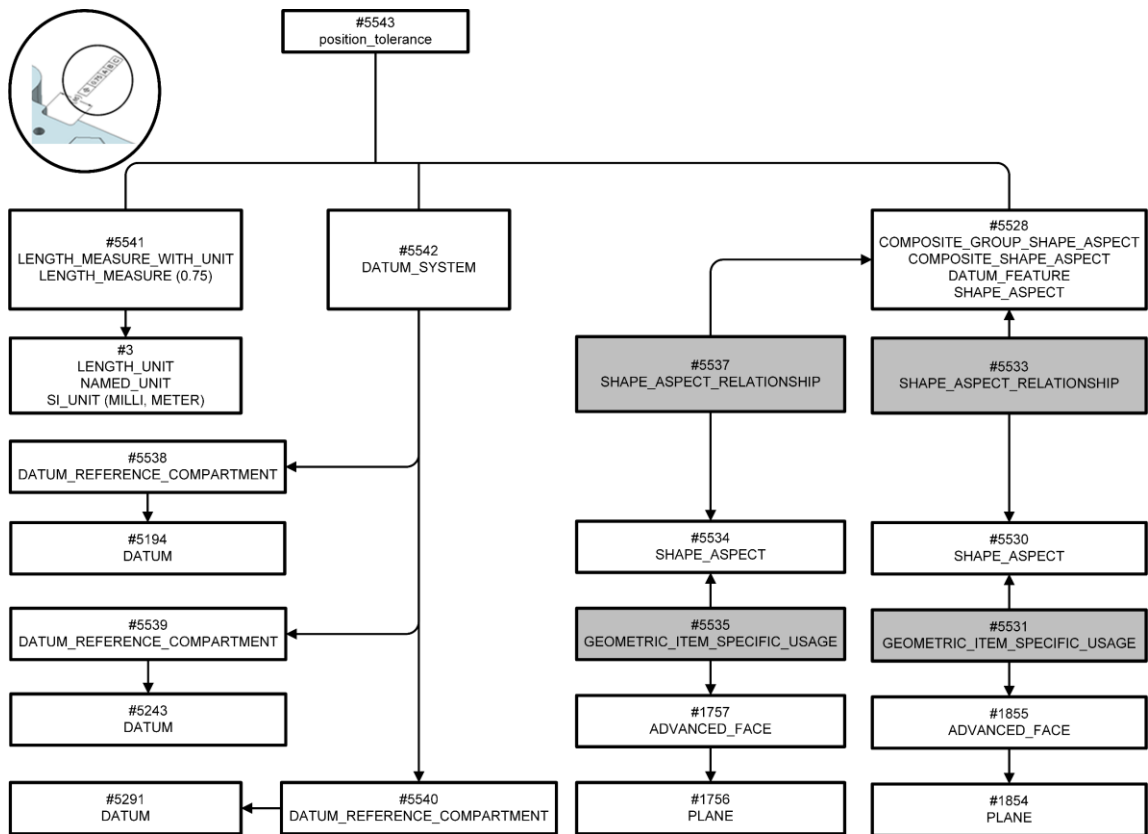 #5543
position_tolerance
#5541
LENGTH_MEASURE_WITH_UNIT
LENGTH_MEASURE (0.75)
#5542
DATUM_SYSTEM
#5528
COMPOSITE_GROUP_SHAPE_ASPECT
COMPOSITE_SHAPE_ASPECT
DATUM_FEATURE
SHAPE_ASPECT
#3
LENGTH_UNIT
NAMED_UNIT
SI_UNIT (MILLI, METER)
#5537
SHAPE_ASPECT_RELATIONSHIP
#5533
SHAPE_ASPECT_RELATIONSHIP
#5538
DATUM_REFERENCE_COMPARTMENT
#5194
DATUM
#5534
SHAPE_ASPECT
#5530
SHAPE_ASPECT
#5539
DATUM_REFERENCE_COMPARTMENT
#5535
GEOMETRIC_ITEM_SPECIFIC_USAGE
#5531
GEOMETRIC_ITEM_SPECIFIC_USAGE
#5243
DATUM
#1757
ADVANCED_FACE
#1855
ADVANCED_FACE
#5291
DATUM
#5540
DATUM_REFERENCE_COMPARTMENT
#1756
PLANE
#1854
PLANE